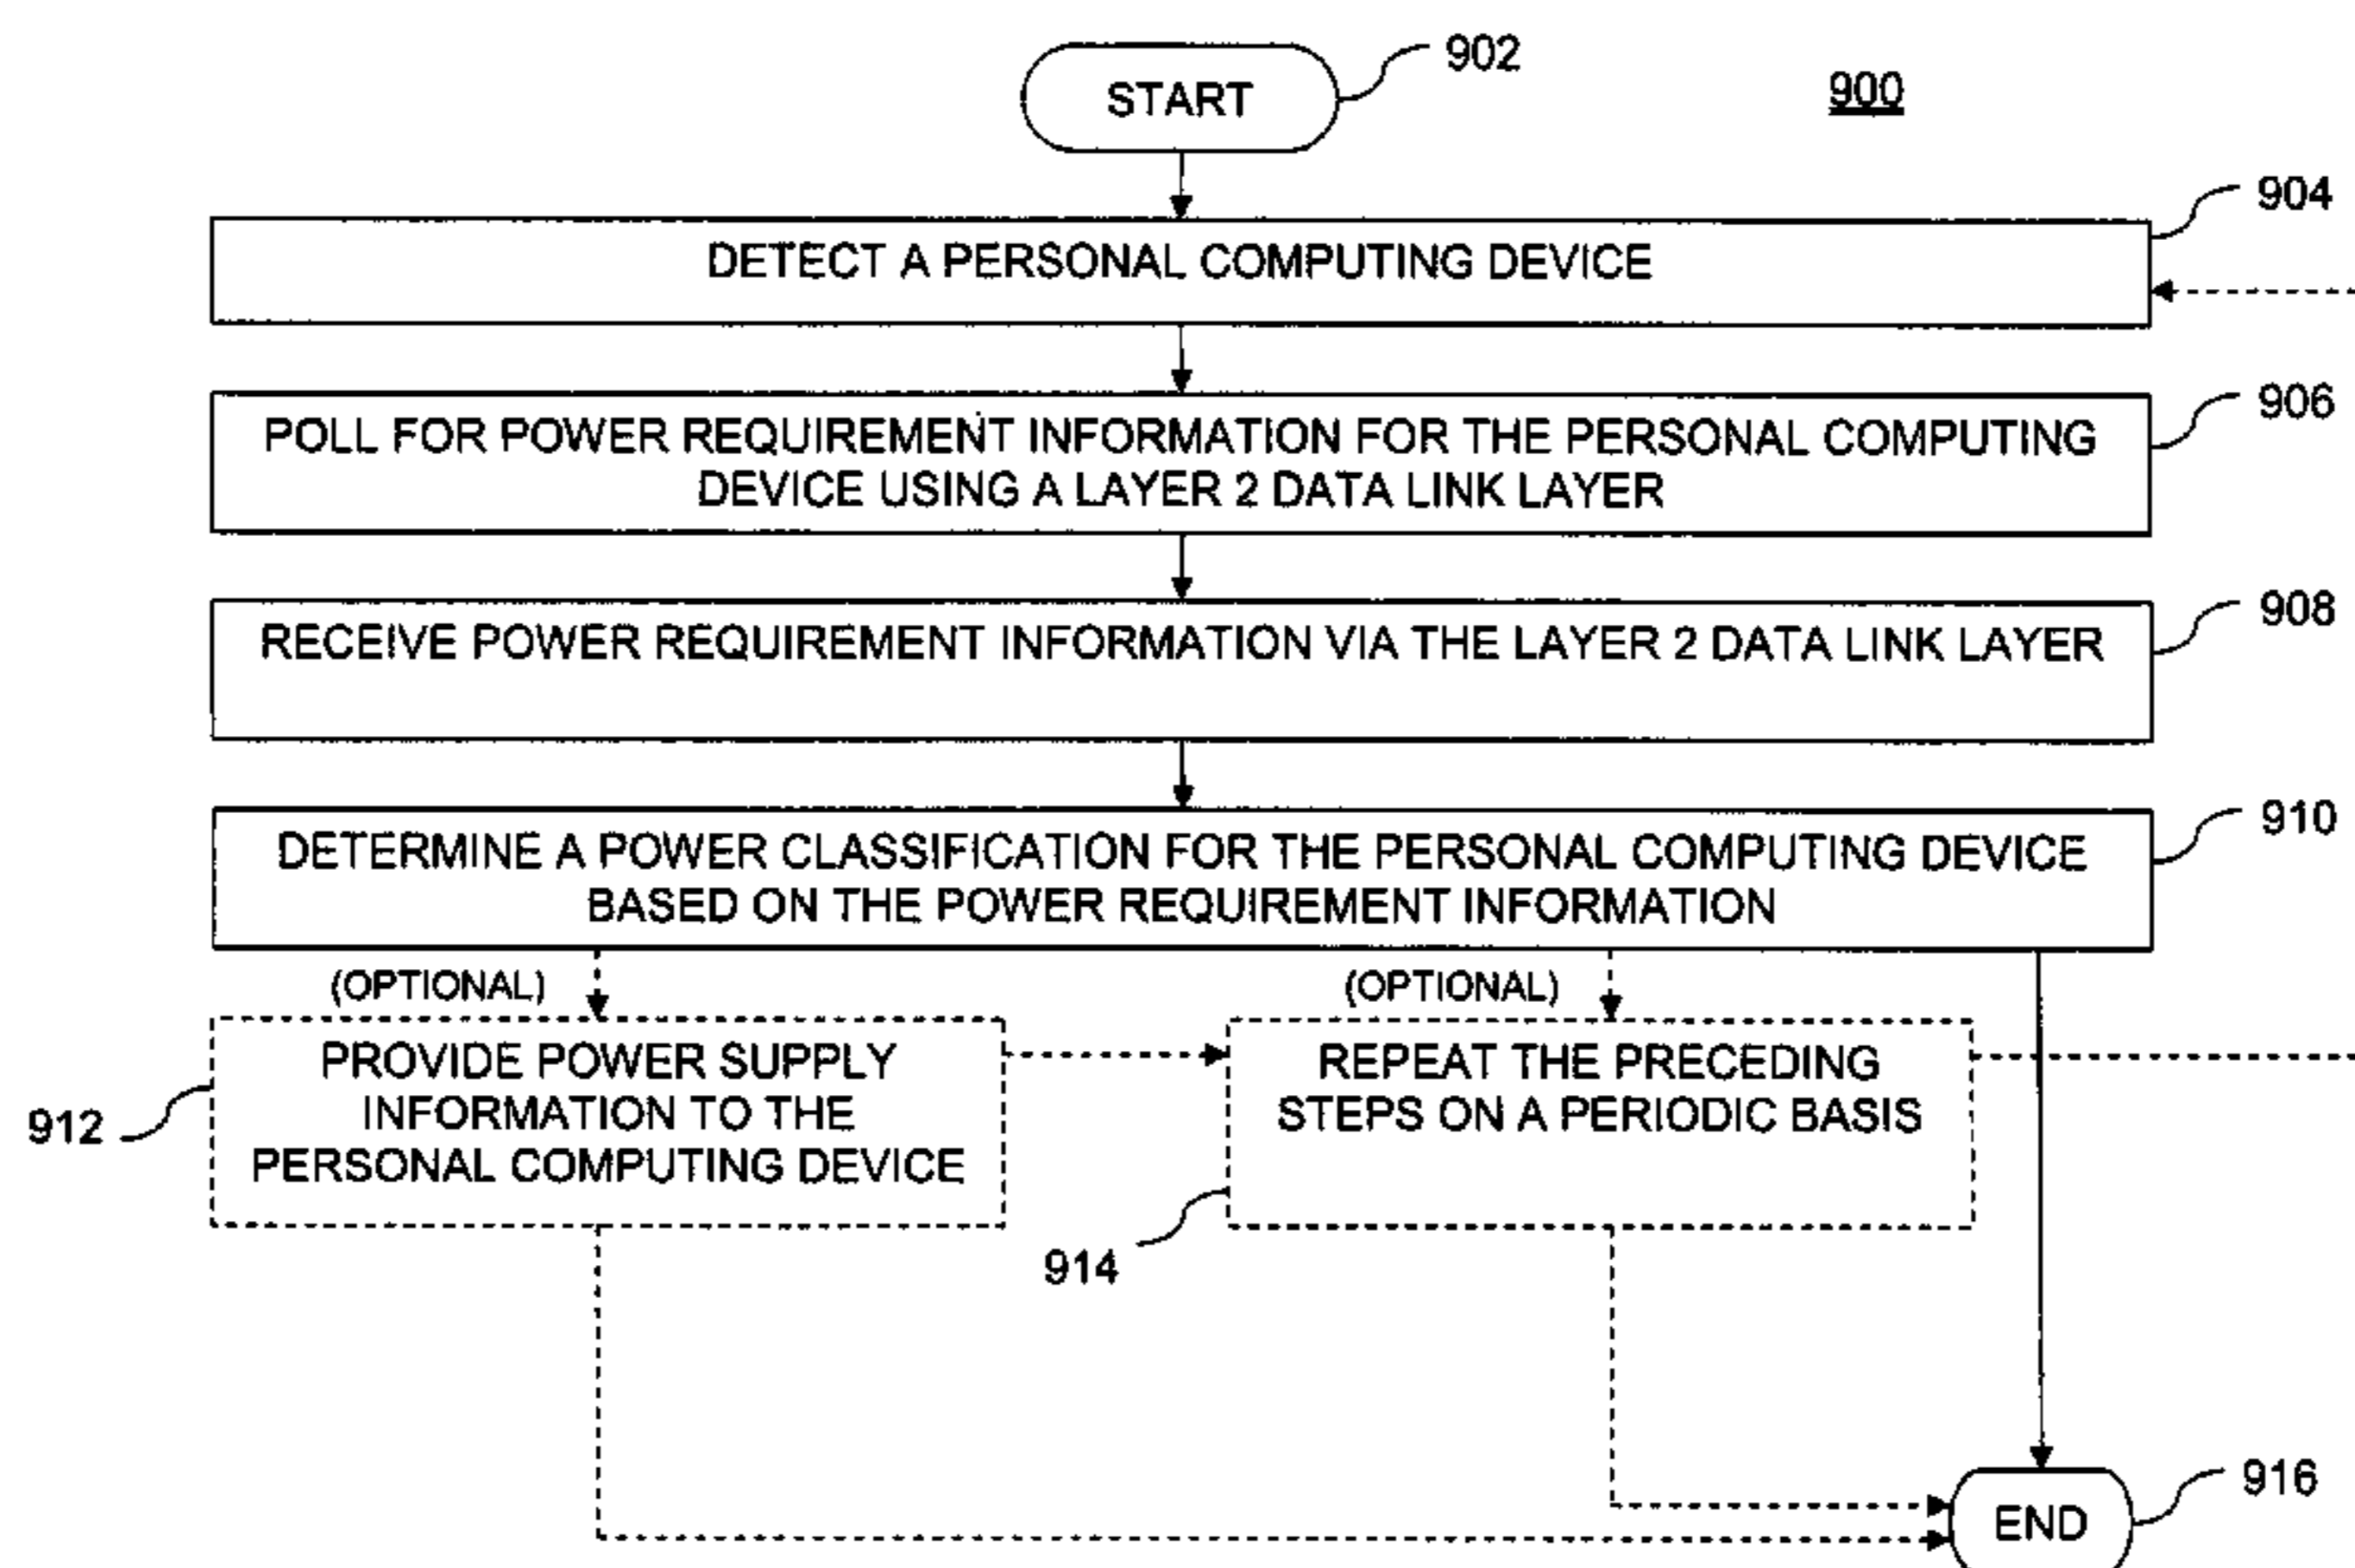 902
START
900
904
DETECT A PERSONAL COMPUTING DEVICE
906
POLL FOR POWER REQUIREMENT INFORMATION FOR THE PERSONAL COMPUTING
DEVICE USING A LAYER 2 DATA LINK LAYER
908
RECEIVE POWER REQUIREMENT INFORMATION VIA THE LAYER 2 DATA LINK LAYER
910
DETERMINE A POWER CLASSIFICATION FOR THE PERSONAL COMPUTING DEVICE
BASED ON THE POWER REQUIREMENT INFORMATION
(OPTIONAL)
(OPTIONAL)
912
PROVIDE POWER SUPPLY
INFORMATION TO THE
PERSONAL COMPUTING DEVICE
REPEAT THE PRECEDING
STEPS ON A PERIODIC BASIS
914
916
END